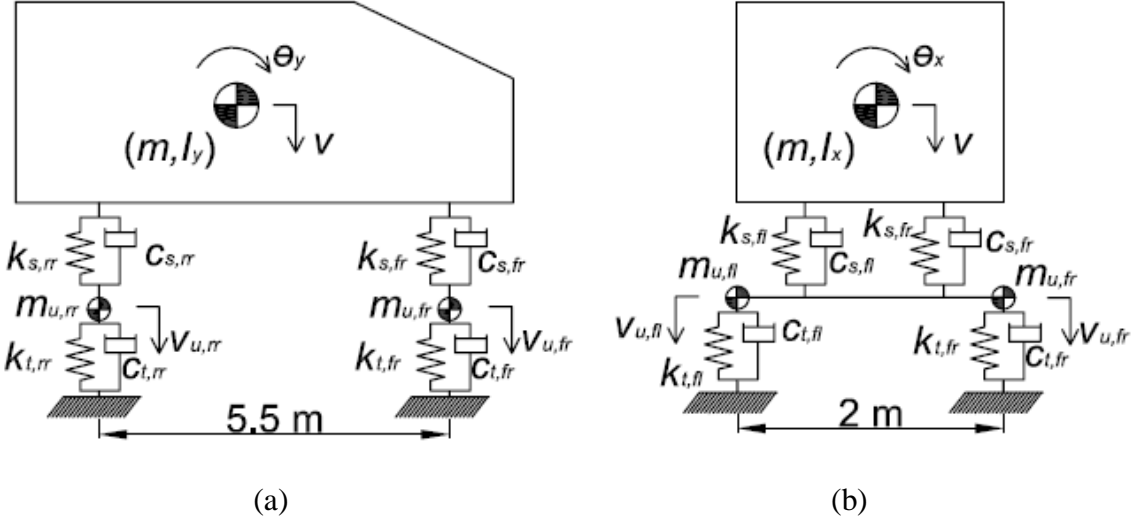 θy θx
(m,Iy) v (m,Ix) v
ks,rr cs,rr ks,fr cs,fr ks,fl cs,fl ks,fr cs,fr
mu,rr mu,fr mu,fl mu,fr
vu,rr vu,fr vu,fl vu,fr
kt,rr ct,rr kt,fr ct,fr kt,fl ct,fl kt,fr ct,fr
5.5 m 2 m
(a) (b)